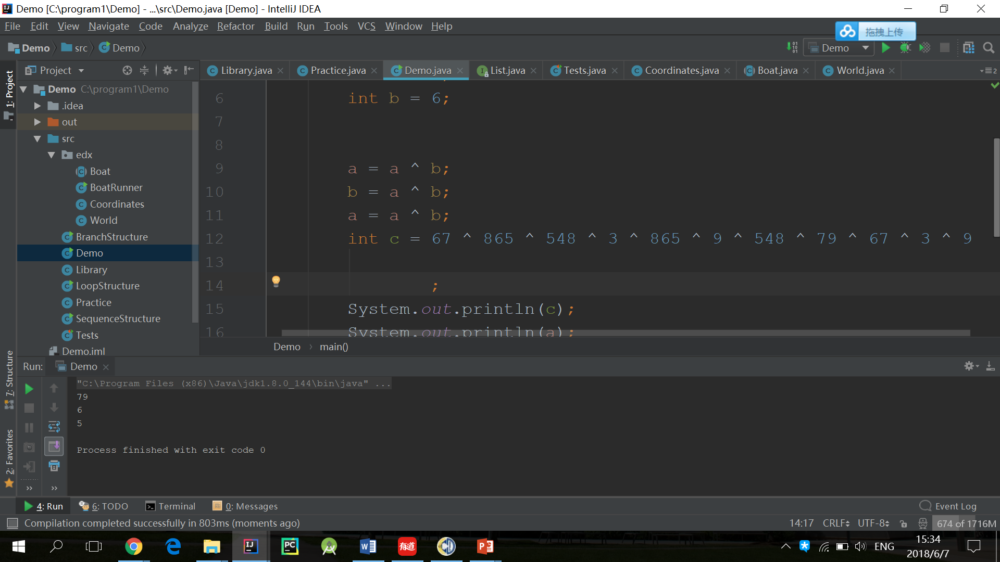 Demo [C:\program1\Demo] - ...\src\Demo.java [Demo] - IntelliJ IDEA
File Edit View Navigate Code Analyze Refactor Build Run Tools VCS Window Help
拖拽上传
Demo src Demo
Demo
Project
Library.java Practice.java Demo.java List.java Tests.java Coordinates.java Boat.java World.java
2
1: Project
7: Structure
2: Favorites
Demo C:\program1\Demo
.idea
out
src
edx
Boat
BoatRunner
Coordinates
World
BranchStructure
Demo
Library
LoopStructure
Practice
SequenceStructure
Tests
Demo.iml
6 int b = 6;
7
8
9 a = a ^ b;
10 b = a ^ b;
11 a = a ^ b;
12 int c = 67 ^ 865 ^ 548 ^ 3 ^ 865 ^ 9 ^ 548 ^ 79 ^ 67 ^ 3 ^ 9
13
14 ;
15 System.out.println(c);
16 System.out.println(a);
Demo main()
Run: Demo
"C:\Program Files (x86)\Java\jdk1.8.0_144\bin\java" ...
79
6
5
Process finished with exit code 0
4: Run 6: TODO Terminal 0: Messages Event Log
Compilation completed successfully in 803ms (moments ago) 14:17 CRLF UTF-8 674 of 1716M
ENG
15:34
2018/6/7